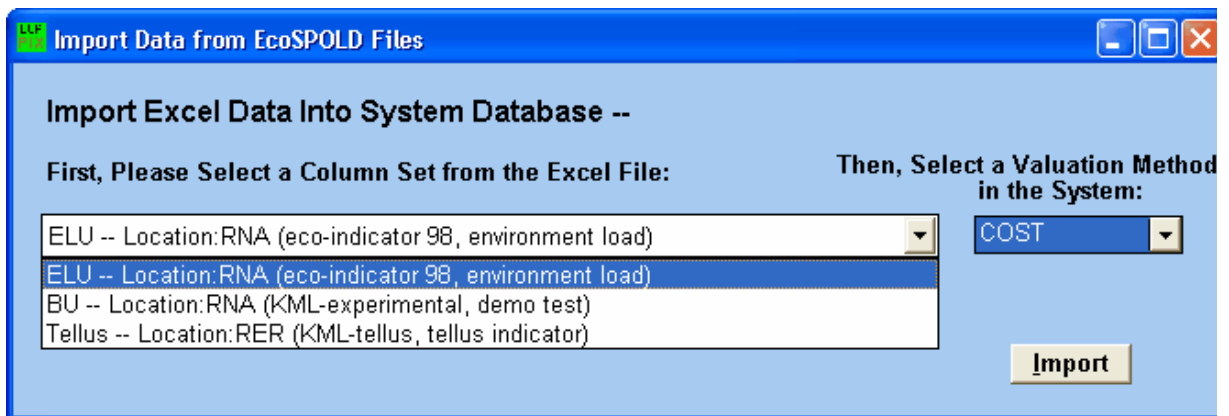 LLF
PIX
Import Data from EcoSPOLD Files
Import Excel Data Into System Database --
First, Please Select a Column Set from the Excel File:
Then, Select a Valuation Method
in the System:
ELU -- Location:RNA (eco-indicator 98, environment load)
COST
ELU -- Location:RNA (eco-indicator 98, environment load)
BU -- Location:RNA (KML-experimental, demo test)
Tellus -- Location:RER (KML-tellus, tellus indicator)
Import